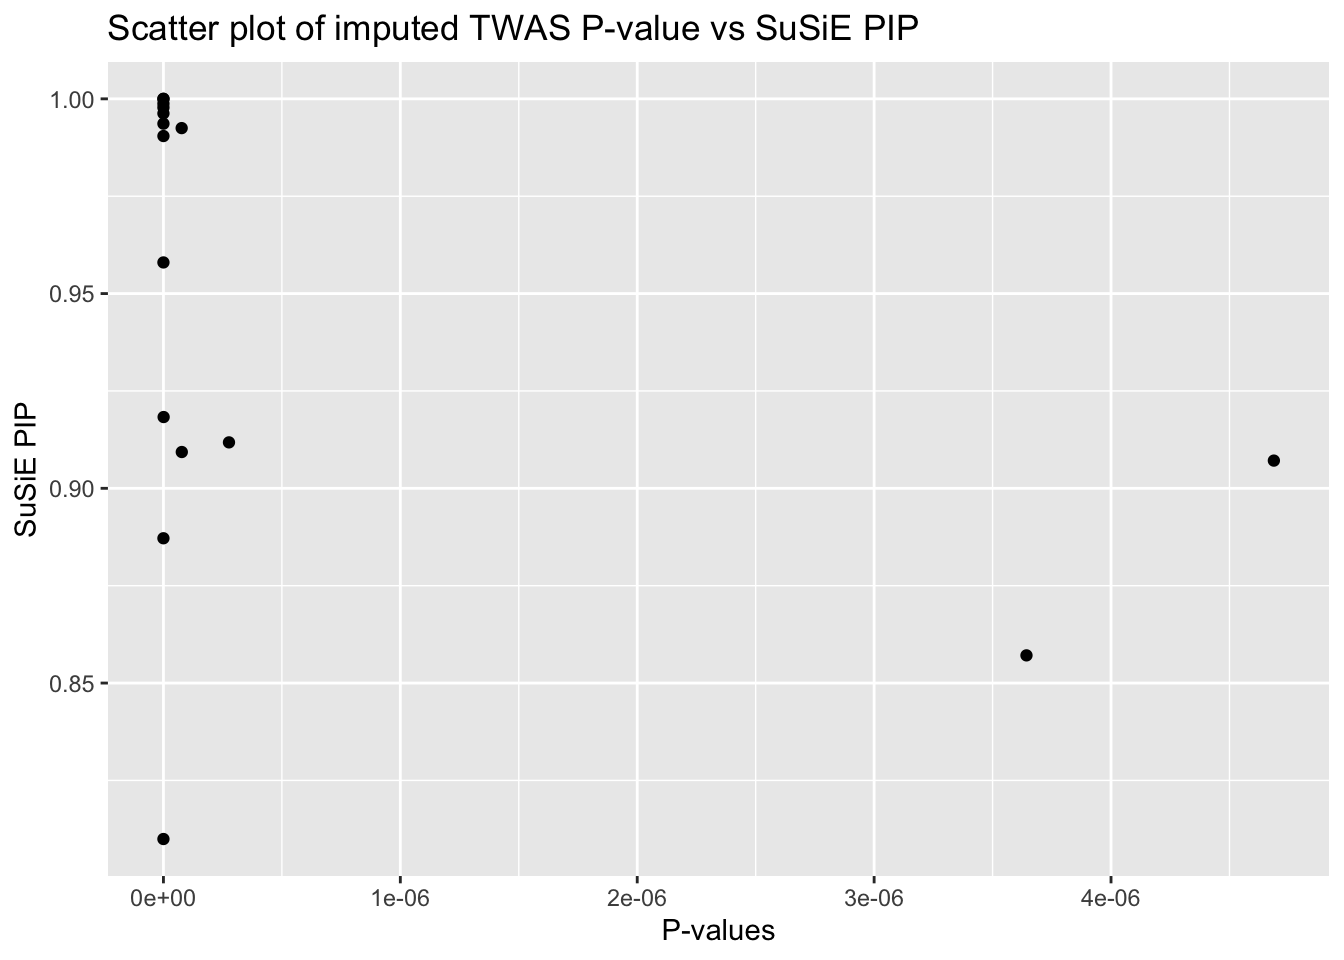 Scatter plot of imputed TWAS P-value vs SuSiE PIP
1.00
0.95
0.90
0.85
SuSiE PIP
0e+00 1e-06 2e-06 3e-06 4e-06
P-values